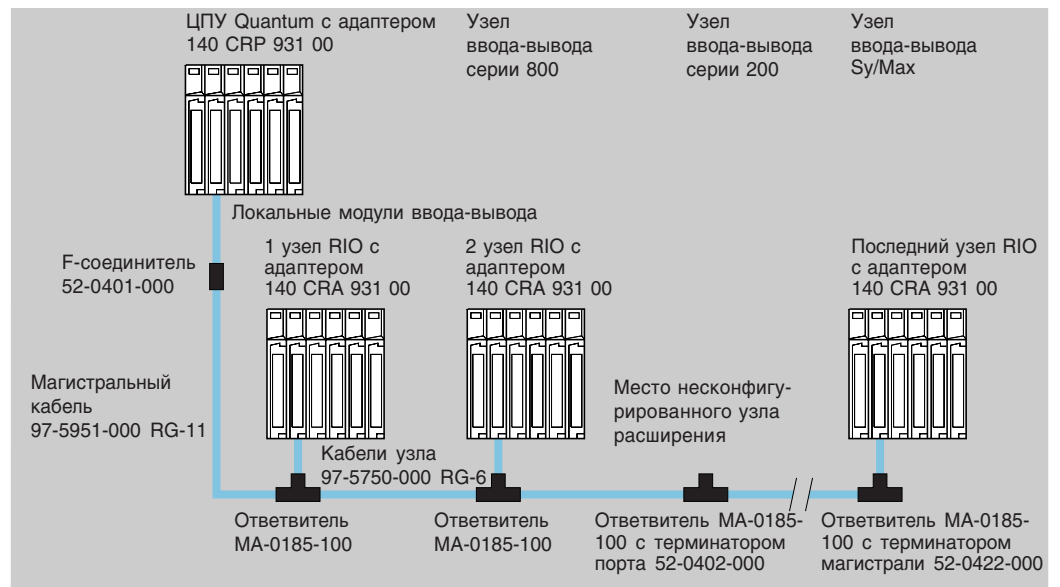 ЦПУ Quantum с адаптером
140 CRP 931 00
Узел
ввода-вывода
серии 800
Узел
ввода-вывода
серии 200
Узел
ввода-вывода
Sy/Max
Локальные модули ввода-вывода
F-соединитель
52-0401-000
1 узел RIO с
адаптером
140 CRA 931 00
2 узел RIO с
адаптером
140 CRA 931 00
Последний узел RIO
с адаптером
140 CRA 931 00
Магистральный
кабель
97-5951-000 RG-11
Место несконфигу-
рированного узла
расширения
Кабели узла
97-5750-000 RG-6
Ответвитель
MA-0185-100
Ответвитель
MA-0185-100
Ответвитель MA-0185-
100 с терминатором
порта 52-0402-000
Ответвитель MA-0185-
100 с терминатором
магистрали 52-0422-000